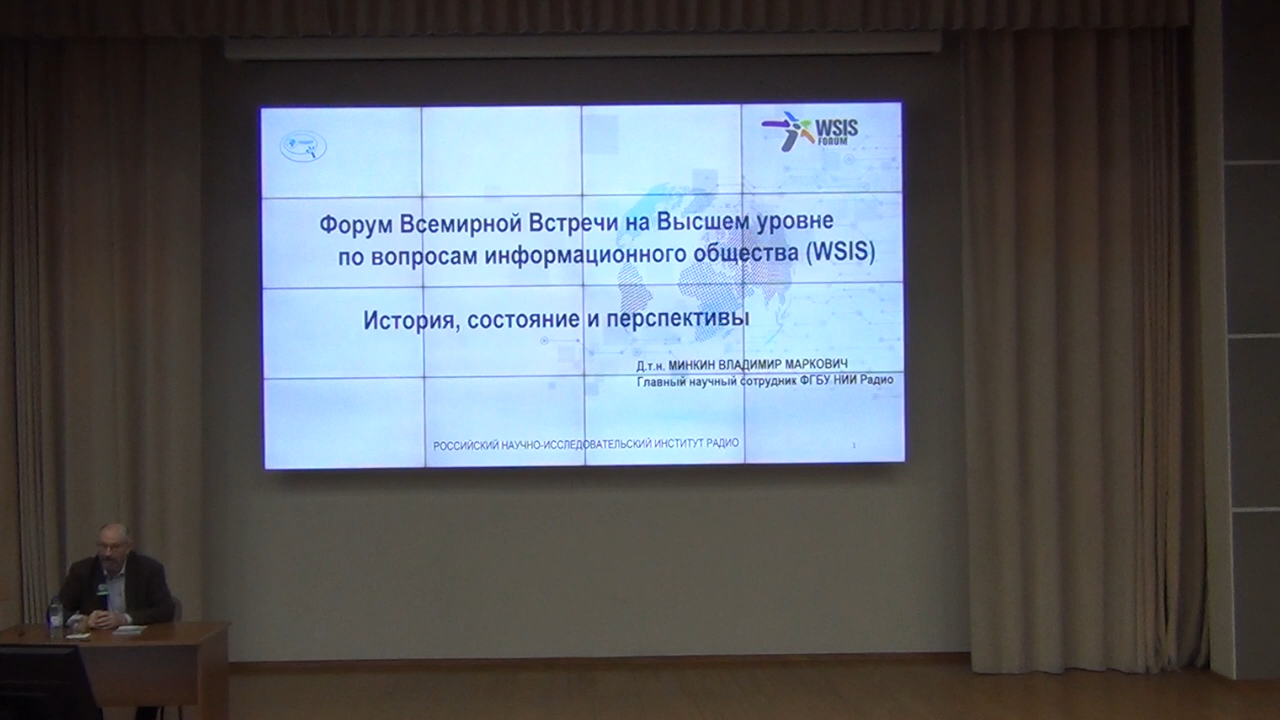 WSIS
FORUM
Форум Всемирной Встречи на Высшем уровне
по вопросам информационного общества (WSIS)
История, состояние и перспективы
Д.т.н. МИНКИН ВЛАДИМИР МАРКОВИЧ
Главный научный сотрудник ФГБУ НИИ Радио
РОССИЙСКИЙ НАУЧНО-ИССЛЕДОВАТЕЛЬСКИЙ ИНСТИТУТ РАДИО
1